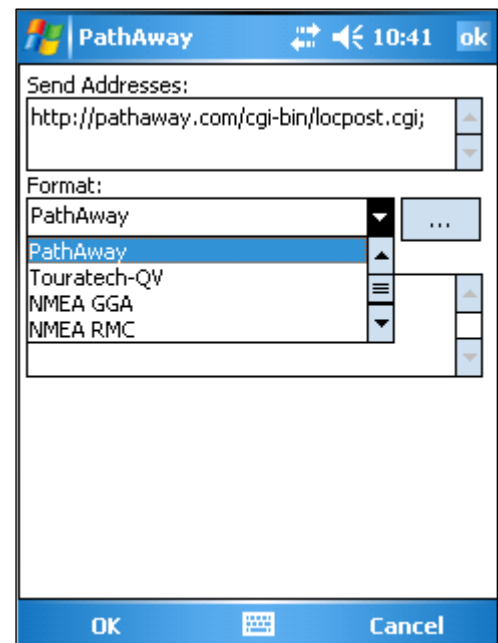 PathAway 10:41 ok
Send Addresses:
http://pathaway.com/cgi-bin/locpost.cgi;
Format:
PathAway
...
PathAway
Touratech-QV
NMEA GGA
NMEA RMC
OK Cancel